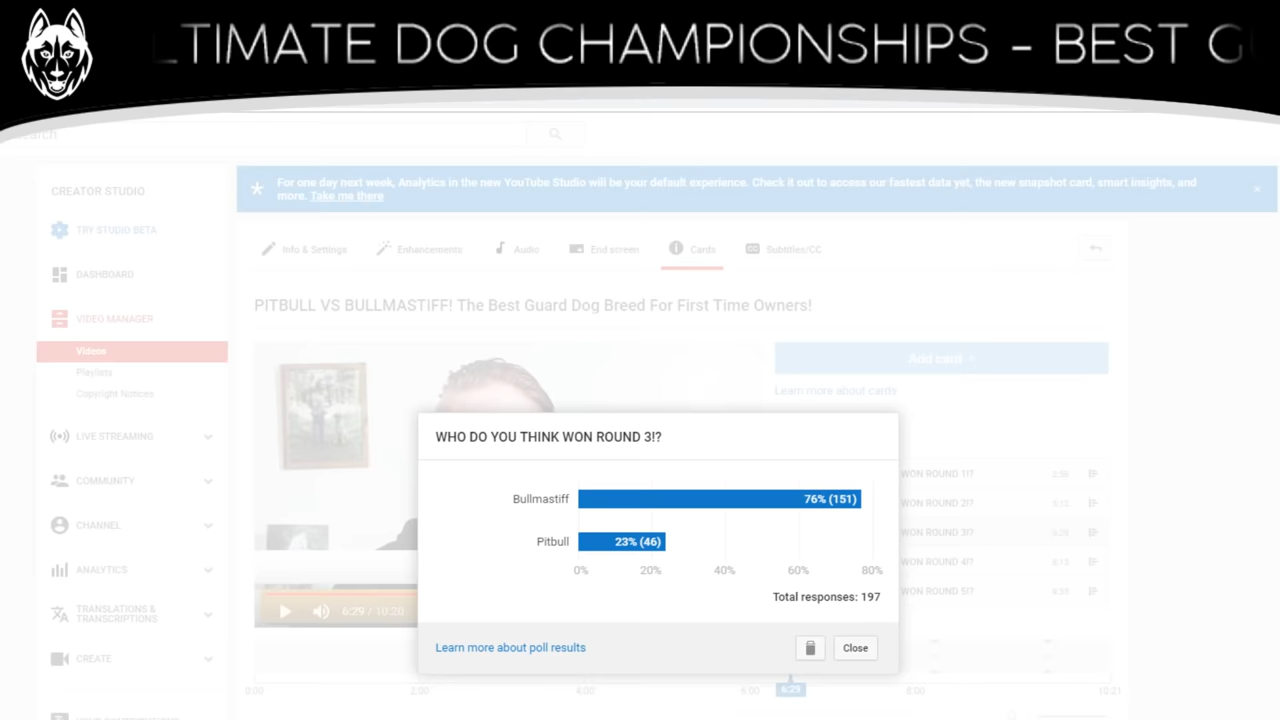 LTIMATE DOG CHAMPIONSHIPS - BEST G
CREATOR STUDIO
For one day next week, Analytics in the new YouTube Studio will be your default experience. Check it out to access our fastest data yet, the new snapshot card, smart insights, and
more. Take me there
TRY STUDIO BETA
Info & Settings Enhancements Audio End screen Cards Subtitles/CC
DASHBOARD
VIDEO MANAGER
PITBULL VS BULLMASTIFF! The Best Guard Dog Breed For First Time Owners!
Videos
Add card +
Playlists
Learn more about cards
Copyright Notices
LIVE STREAMING
WHO DO YOU THINK WON ROUND 3!?
COMMUNITY
WON ROUND 1!?
Bullmastiff 76% (151)
WON ROUND 2!?
CHANNEL
WON ROUND 3!?
Pitbull 23% (46)
WON ROUND 4!?
ANALYTICS
0% 20% 40% 60% 80%
WON ROUND 5!?
Total responses: 197
TRANSLATIONS &
TRANSCRIPTIONS
6:29 / 10:20
Learn more about poll results Close
CREATE
0:00 2:00 4:00 6:00 6:29 8:00 10:21